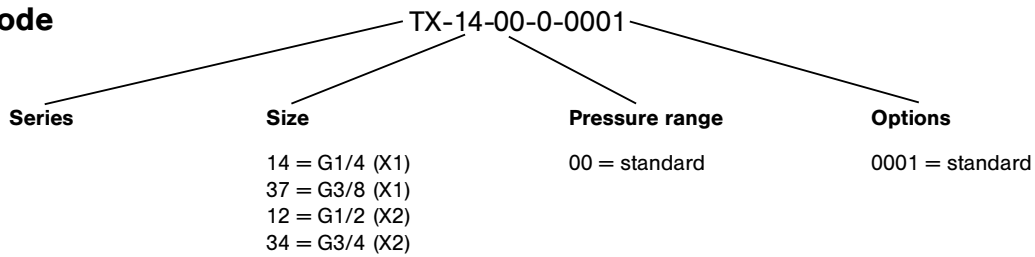 ode TX-14-00-0-0001
Series Size Pressure range Options
14 = G1/4 (X1) 00 = standard 0001 = standard
37 = G3/8 (X1)
12 = G1/2 (X2)
34 = G3/4 (X2)